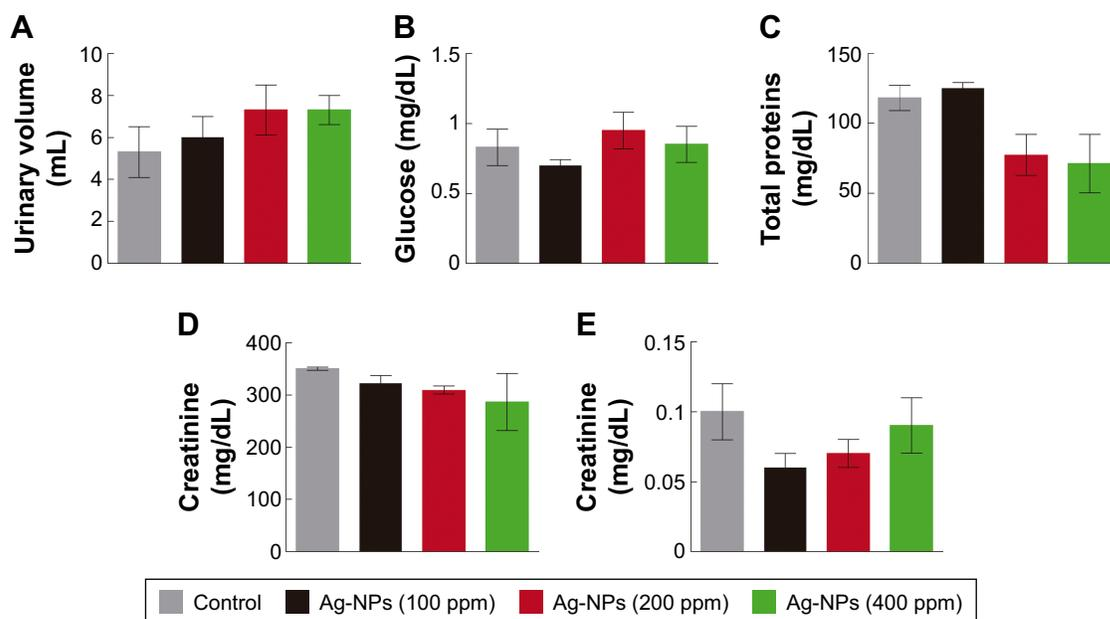 A
Urinary volume
(mL)
10
8
6
4
2
0
B
Glucose (mg/dL)
1.5
1
0.5
0
C
Total proteins
(mg/dL)
150
100
50
0
D
Creatinine
(mg/dL)
400
300
200
100
0
E
Creatinine
(mg/dL)
0.15
0.1
0.05
0
Control Ag-NPs (100 ppm) Ag-NPs (200 ppm) Ag-NPs (400 ppm)